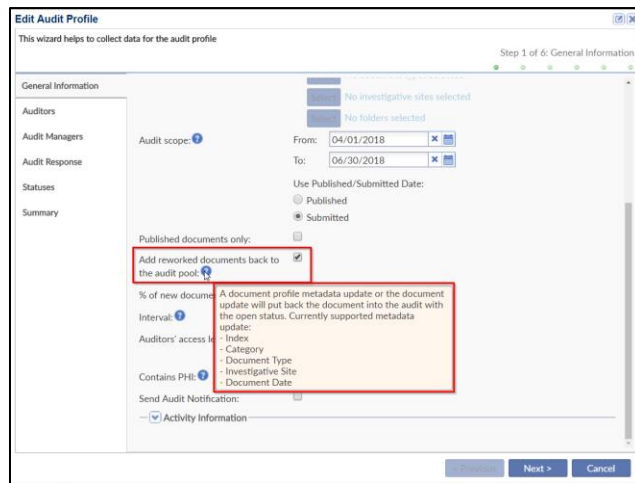 Edit Audit Profile
This wizard helps to collect data for the audit profile
Step 1 of 6: General Information
General Information
Auditors
Audit Managers
Audit Response
Statuses
Summary
Select No investigative sites selected
Select No folders selected
Audit scope:
From: 04/01/2018
To: 06/30/2018
Use Published/Submitted Date:
Published
Submitted
Published documents only:
Add reworked documents back to
the audit pool:
% of new docume
Interval:
Auditors' access le
Contains PHI:
Send Audit Notification:
A document profile metadata update or the document
update will put back the document into the audit with
the open status. Currently supported metadata
update:
- Index
- Category
- Document Type
- Investigative Site
- Document Date
Activity Information
< Previous Next > Cancel